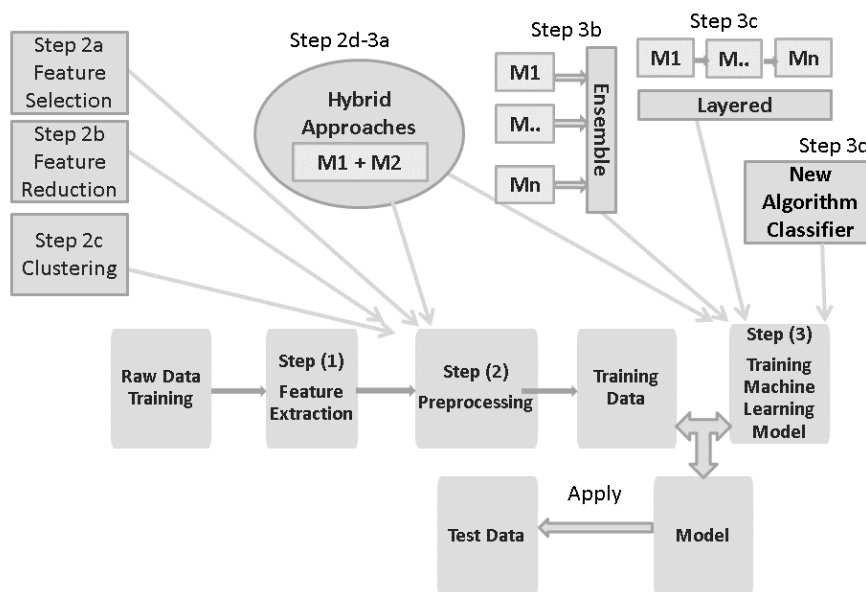 Step 2a
Feature
Selection
Step 2b
Feature
Reduction
Step 2c
Clustering
Step 2d-3a
Hybrid
Approaches
M1 + M2
Step 3b
M1
M..
Mn
Ensemble
Step 3c
M1
M..
Mn
Layered
Step 3d
New
Algorithm
Classifier
Raw Data
Training
Step (1)
Feature
Extraction
Step (2)
Preprocessing
Training
Data
Step (3)
Training
Machine
Learning
Model
Test Data
Apply
Model